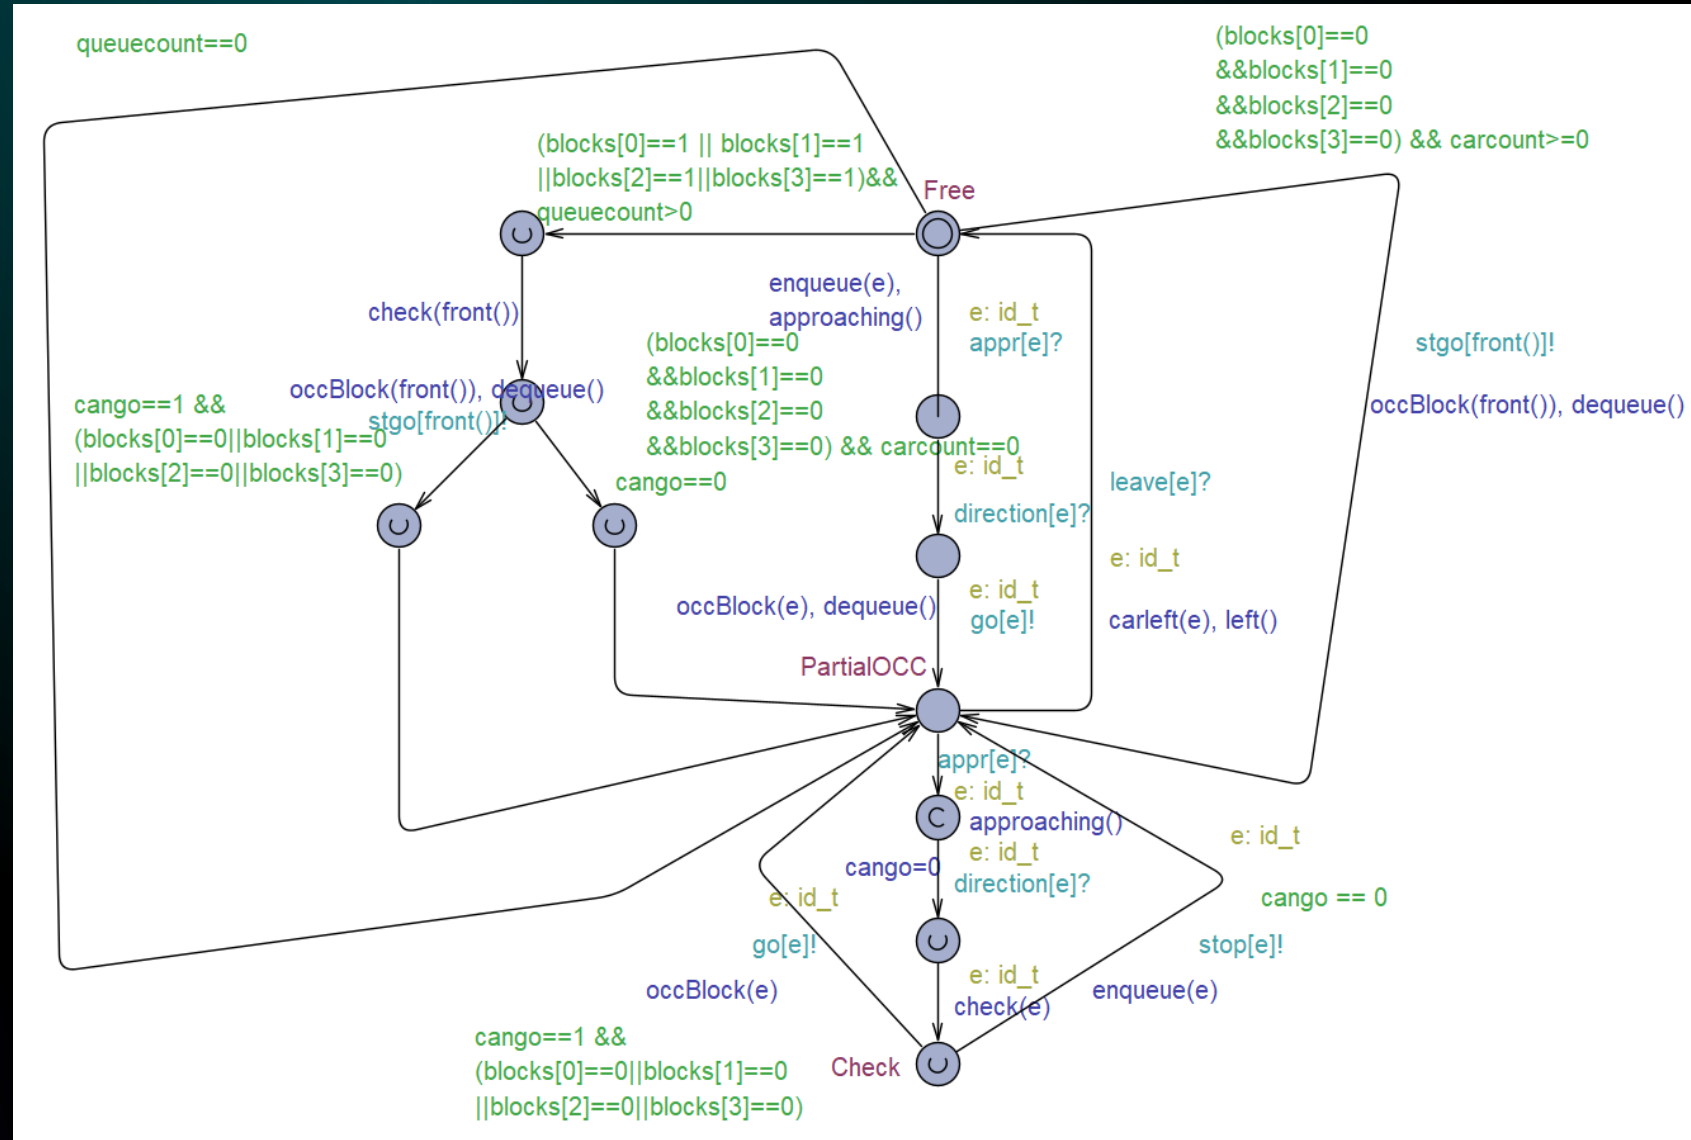 queuecount==0
(blocks[0]==0
&&blocks[1]==0
&&blocks[2]==0
&&blocks[3]==0) && carcount>=0
(blocks[0]==1 || blocks[1]==1
||blocks[2]==1||blocks[3]==1)&&
queuecount>0
Free
check(front())
enqueue(e),
approaching()
e: id_t
appr[e]?
(blocks[0]==0
&&blocks[1]==0
&&blocks[2]==0
&&blocks[3]==0) && carcount==0
stgo[front()]!
occBlock(front()), dequeue()
occBlock(front()), dequeue()
stgo[front()]!
cango==1 &&
(blocks[0]==0||blocks[1]==0
||blocks[2]==0||blocks[3]==0)
cango==0
e: id_t
direction[e]?
leave[e]?
e: id_t
carleft(e), left()
e: id_t
go[e]!
occBlock(e), dequeue()
PartialOCC
appr[e]?
e: id_t
approaching()
e: id_t
direction[e]?
cango=0
e: id_t
go[e]!
occBlock(e)
e: id_t
cango == 0
stop[e]!
enqueue(e)
e: id_t
check(e)
cango==1 &&
(blocks[0]==0||blocks[1]==0
||blocks[2]==0||blocks[3]==0)
Check